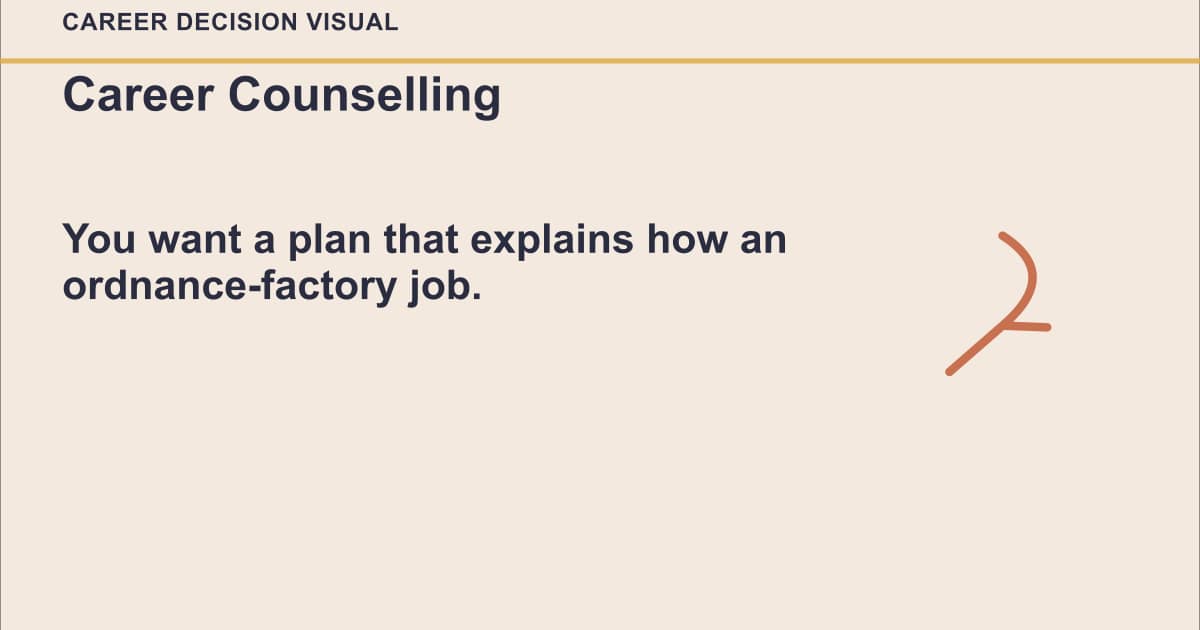 CAREER DECISION VISUAL
Career Counselling
You want a plan that explains how an
ordnance-factory job.